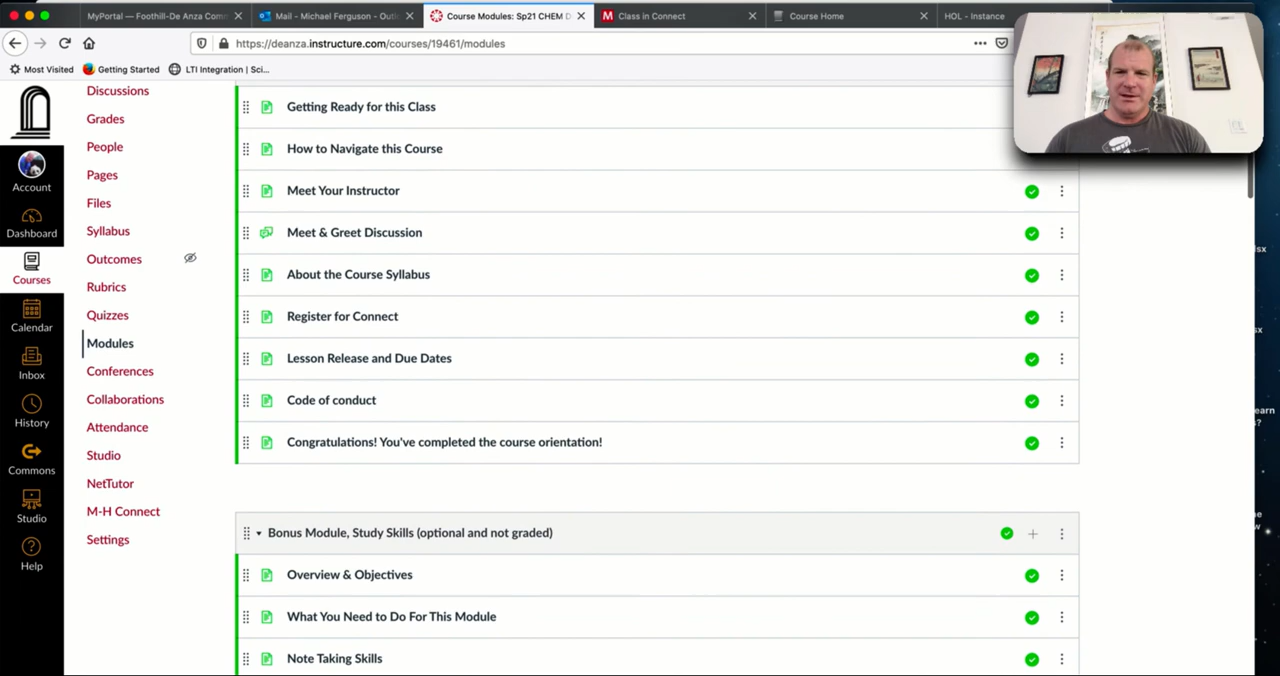 MyPortal — Foothill-De Anza Com
Mail - Michael Ferguson - Outl
Course Modules: Sp21 CHEM D
Class in Connect
Course Home
HOL - Instance
https://deanza.instructure.com/courses/19461/modules
Most Visited
Getting Started
LTI Integration | Sci...
Account
Dashboard
Courses
Calendar
Inbox
History
Commons
Studio
Help
Discussions
Grades
People
Pages
Files
Syllabus
Outcomes
Rubrics
Quizzes
Modules
Conferences
Collaborations
Attendance
Studio
NetTutor
M-H Connect
Settings
Getting Ready for this Class
How to Navigate this Course
Meet Your Instructor
Meet & Greet Discussion
About the Course Syllabus
Register for Connect
Lesson Release and Due Dates
Code of conduct
Congratulations! You've completed the course orientation!
Bonus Module, Study Skills (optional and not graded)
Overview & Objectives
What You Need to Do For This Module
Note Taking Skills